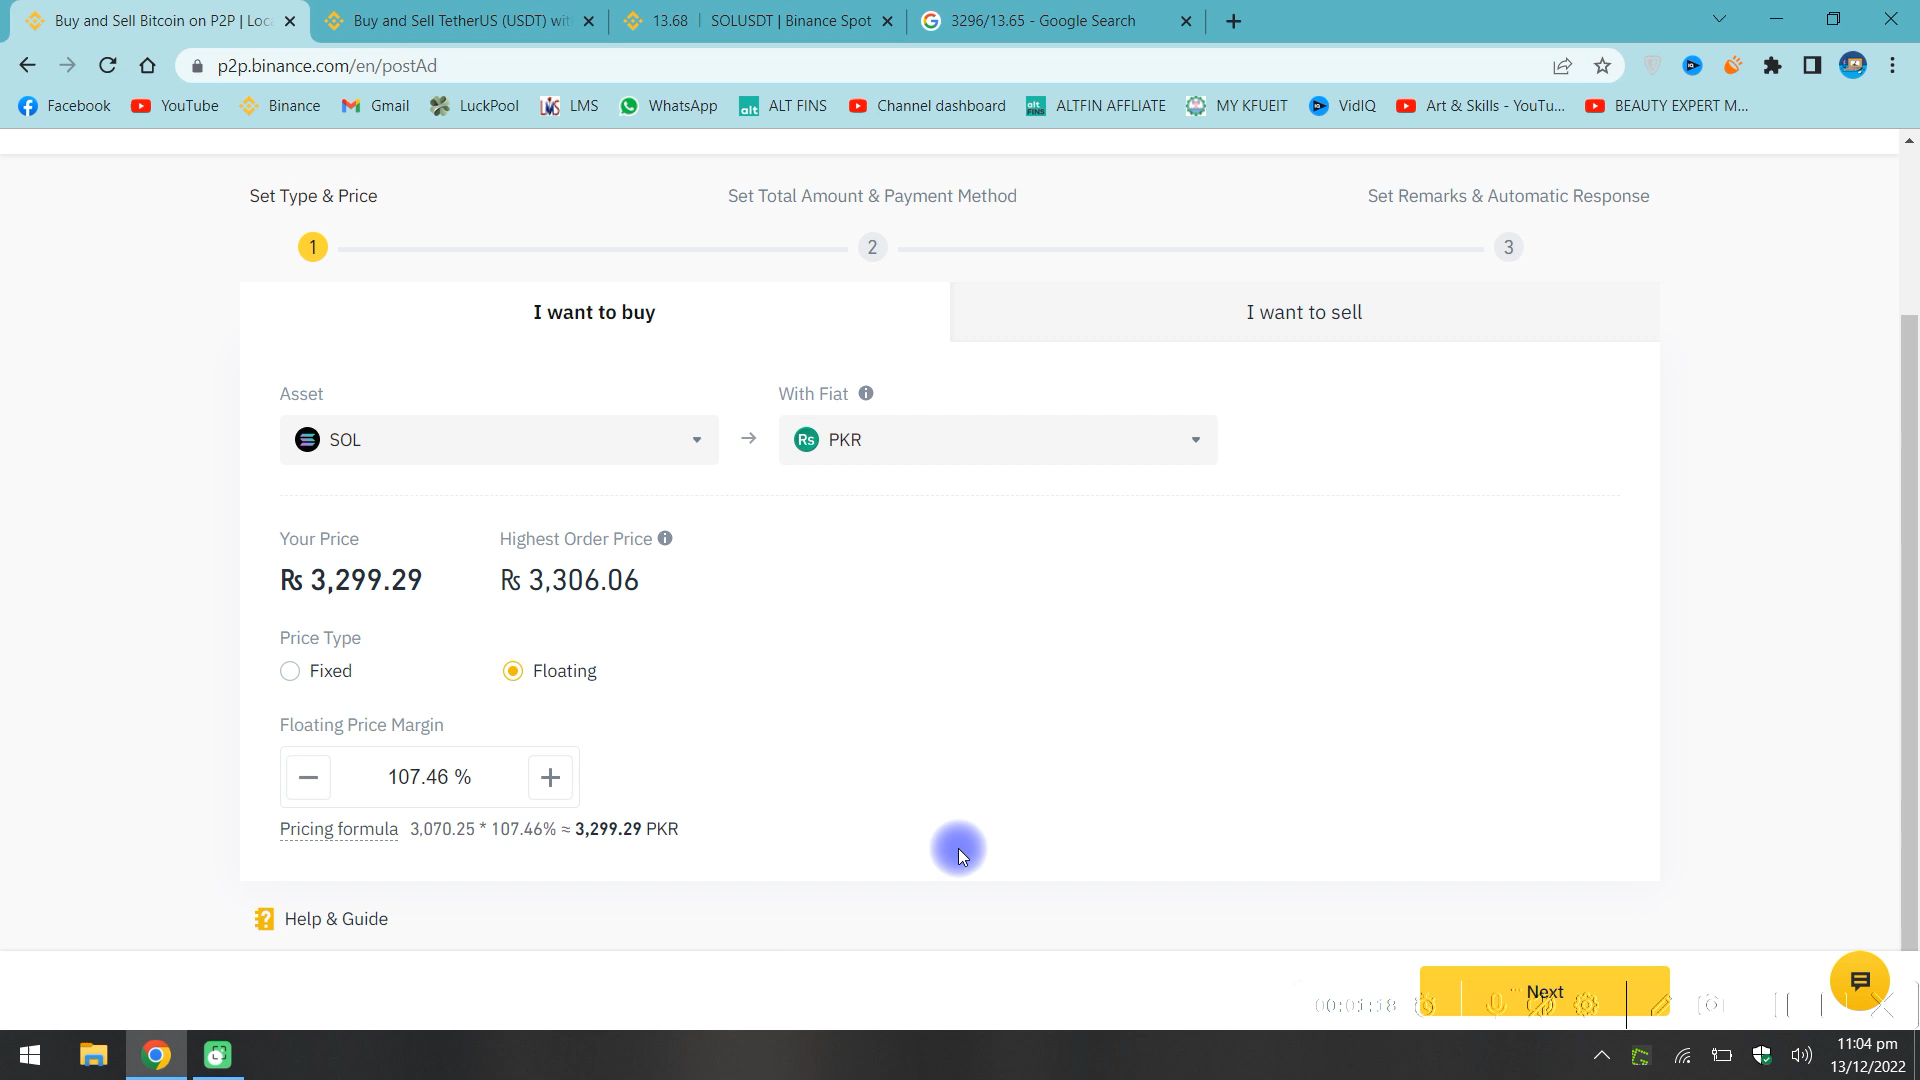 Buy and Sell Bitcoin on P2P | Loc
Buy and Sell TetherUS (USDT) wit
13.68 | SOLUSDT | Binance Spot
3296/13.65 - Google Search
p2p.binance.com/en/postAd
Facebook
YouTube
Binance
Gmail
LuckPool
LMS
WhatsApp
ALT FINS
Channel dashboard
ALTFIN AFFLIATE
MY KFUEIT
VidIQ
Art & Skills - YouTu...
BEAUTY EXPERT M...
Set Type & Price
Set Total Amount & Payment Method
Set Remarks & Automatic Response
1
2
3
I want to buy
I want to sell
Asset
With Fiat
SOL
Rs PKR
Your Price
Highest Order Price
₨ 3,299.29
₨ 3,306.06
Price Type
Fixed
Floating
Floating Price Margin
107.46 %
Pricing formula 3,070.25 * 107.46% ≈ 3,299.29 PKR
Help & Guide
Next
00:01:18
11:04 pm
13/12/2022